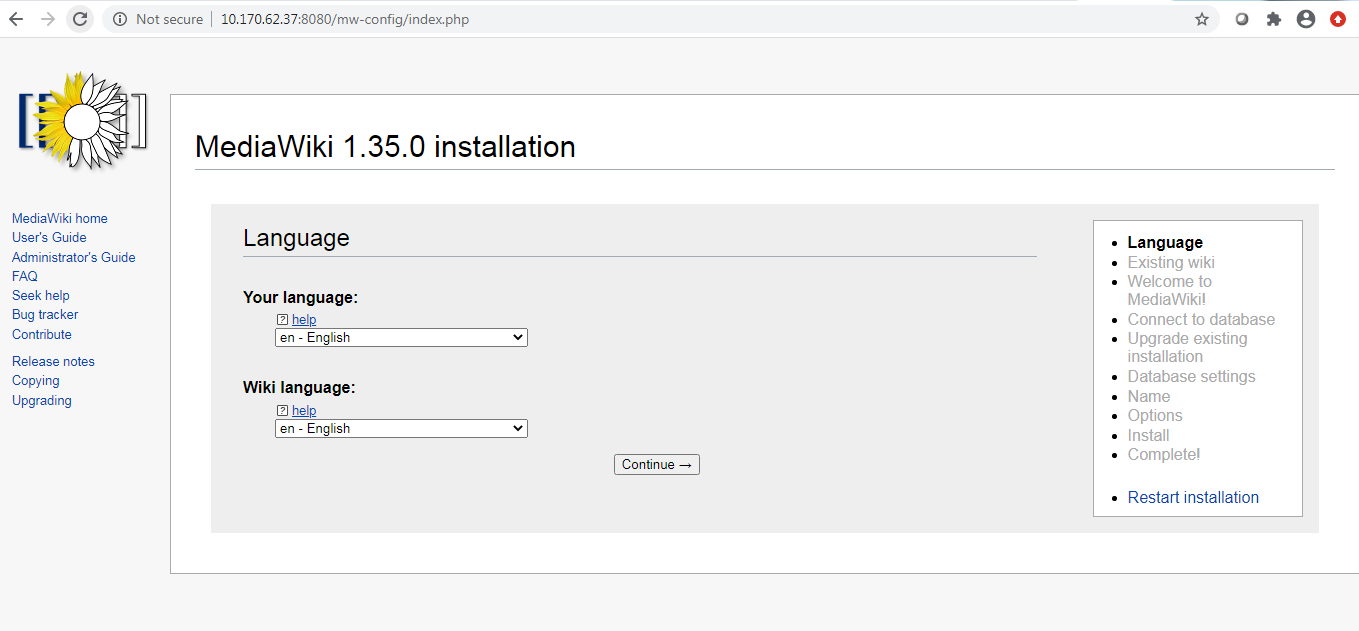 Not secure | 10.170.62.37:8080/mw-config/index.php
MediaWiki home
User's Guide
Administrator's Guide
FAQ
Seek help
Bug tracker
Contribute
Release notes
Copying
Upgrading
MediaWiki 1.35.0 installation
Language
Your language:
? help
en - English
Wiki language:
? help
en - English
Continue →
Language
Existing wiki
Welcome to
MediaWiki!
Connect to database
Upgrade existing
installation
Database settings
Name
Options
Install
Complete!
Restart installation